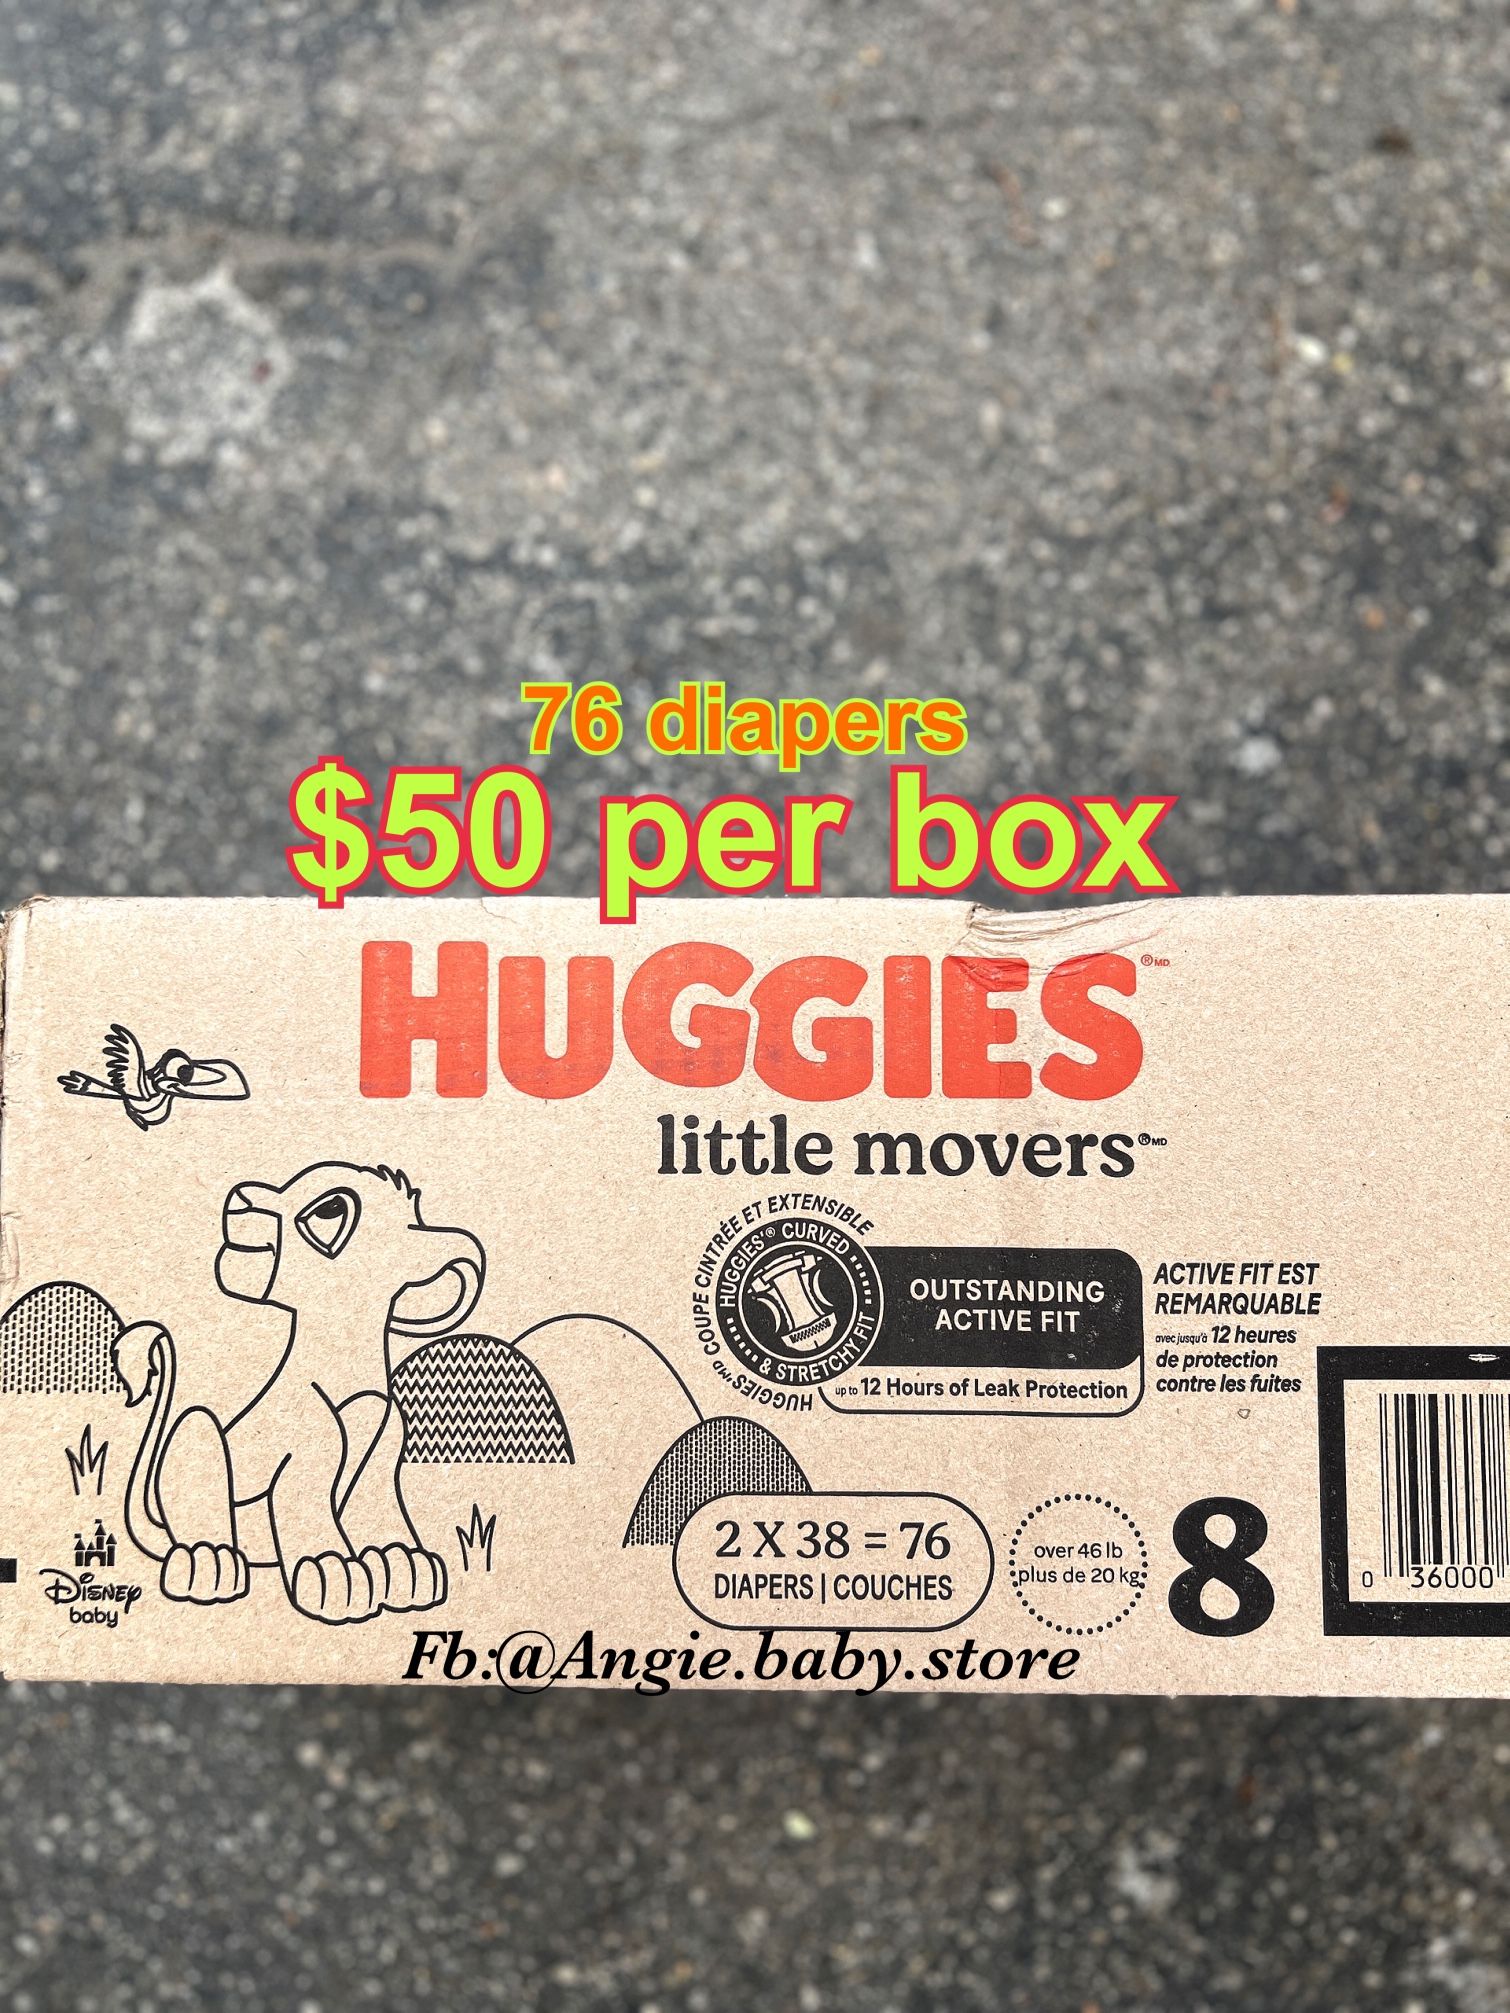 76 diapers
$50 per box
HUGGIES®MD
little movers®MD
HUGGIES'MD COUPE CINTRÉE ET EXTENSIBLE
HUGGIES'® CURVED & STRETCHY FIT
OUTSTANDING
ACTIVE FIT
up to 12 Hours of Leak Protection
ACTIVE FIT EST
REMARQUABLE
avec jusqu'à 12 heures
de protection
contre les fuites
2 X 38 = 76
DIAPERS | COUCHES
over 46 lb
plus de 20 kg
8
0 36000
Disney
baby
Fb:@Angie.baby.store